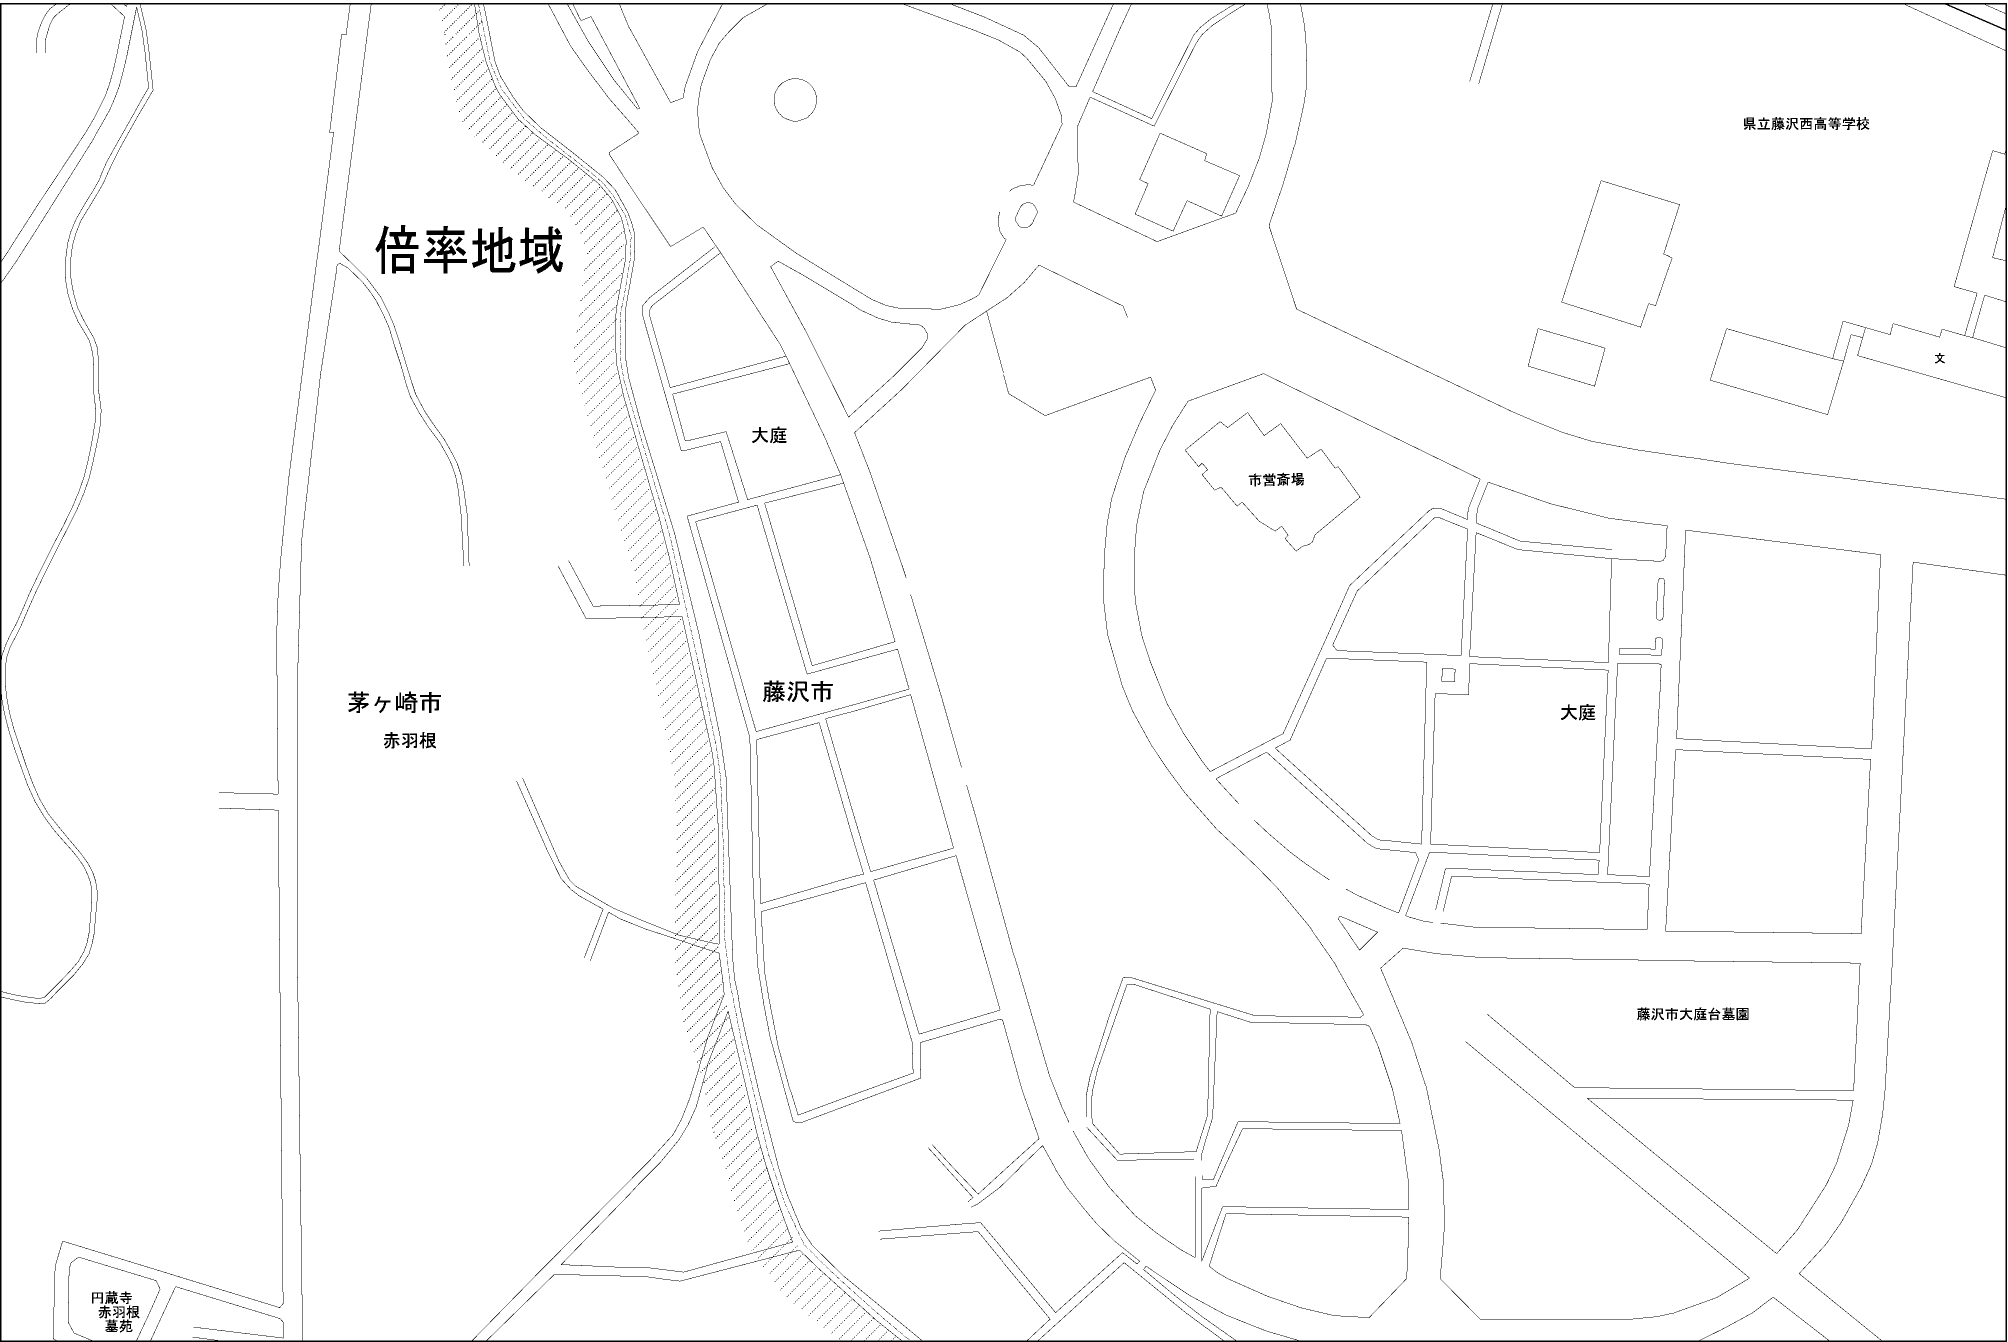 県立藤沢西高等学校
倍率地域
文
大庭
市営斎場
藤沢市
茅ヶ崎市
赤羽根
大庭
藤沢市大庭台墓園
円蔵寺
赤羽根
墓苑